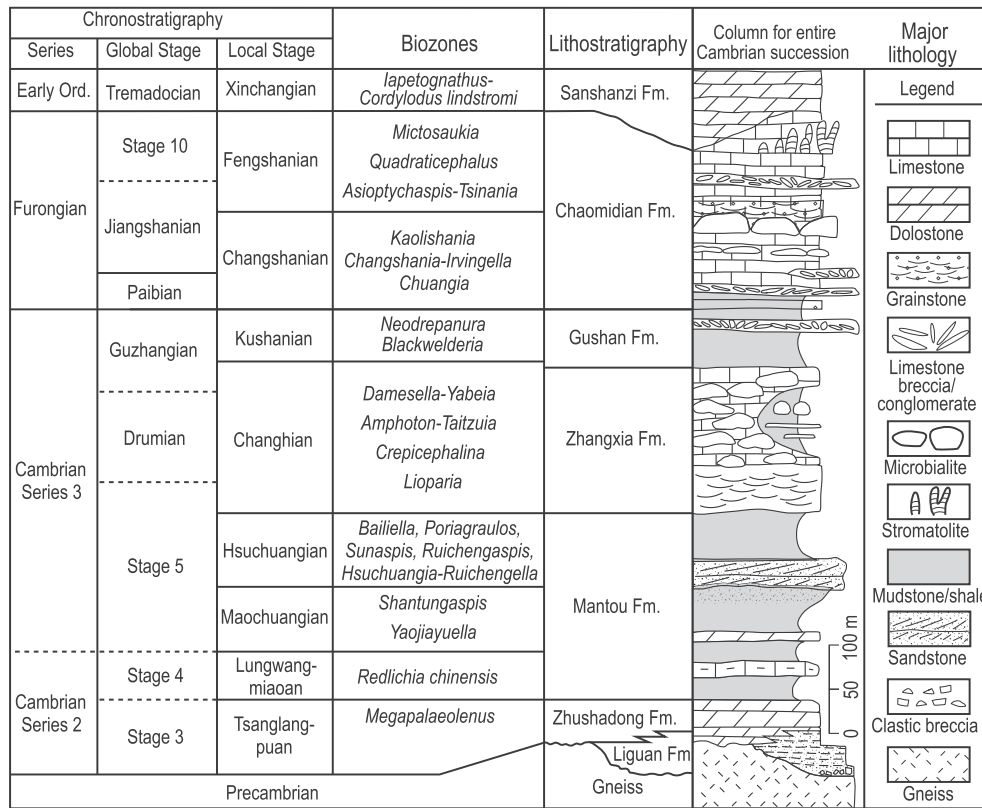 Chronostratigraphy
Series
Global Stage
Local Stage
Biozones
Lithostratigraphy
Column for entire
Cambrian succession
Major
lithology
Early Ord.
Tremadocian
Xinchangian
Iapetognathus-
Cordylodus lindstromi
Sanshanzi Fm.
Furongian
Stage 10
Jiangshanian
Paibian
Fengshanian
Changshanian
Mictosaukia
Quadraticephalus
Asioptychaspis-Tsinania
Kaolishania
Changshania-Irvingella
Chuangia
Chaomidian Fm.
Cambrian
Series 3
Guzhangian
Drumian
Stage 5
Kushanian
Changhian
Hsuchuangian
Maochuangian
Neodrepanura
Blackwelderia
Damesella-Yabeia
Amphoton-Taitzuia
Crepicephalina
Lioparia
Bailiella, Poriagraulos,
Sunaspis, Ruichengaspis,
Hsuchuangia-Ruichengella
Shantungaspis
Yaojiayuella
Gushan Fm.
Zhangxia Fm.
Mantou Fm.
Cambrian
Series 2
Stage 4
Stage 3
Lungwang-
miaoan
Tsanglang-
puan
Redlichia chinensis
Megapalaeolenus
Zhushadong Fm.
Liguan Fm
Precambrian
Gneiss
100 m
50
0
Legend
Limestone
Dolostone
Grainstone
Limestone
breccia/
conglomerate
Microbialite
Stromatolite
Mudstone/shale
Sandstone
Clastic breccia
Gneiss